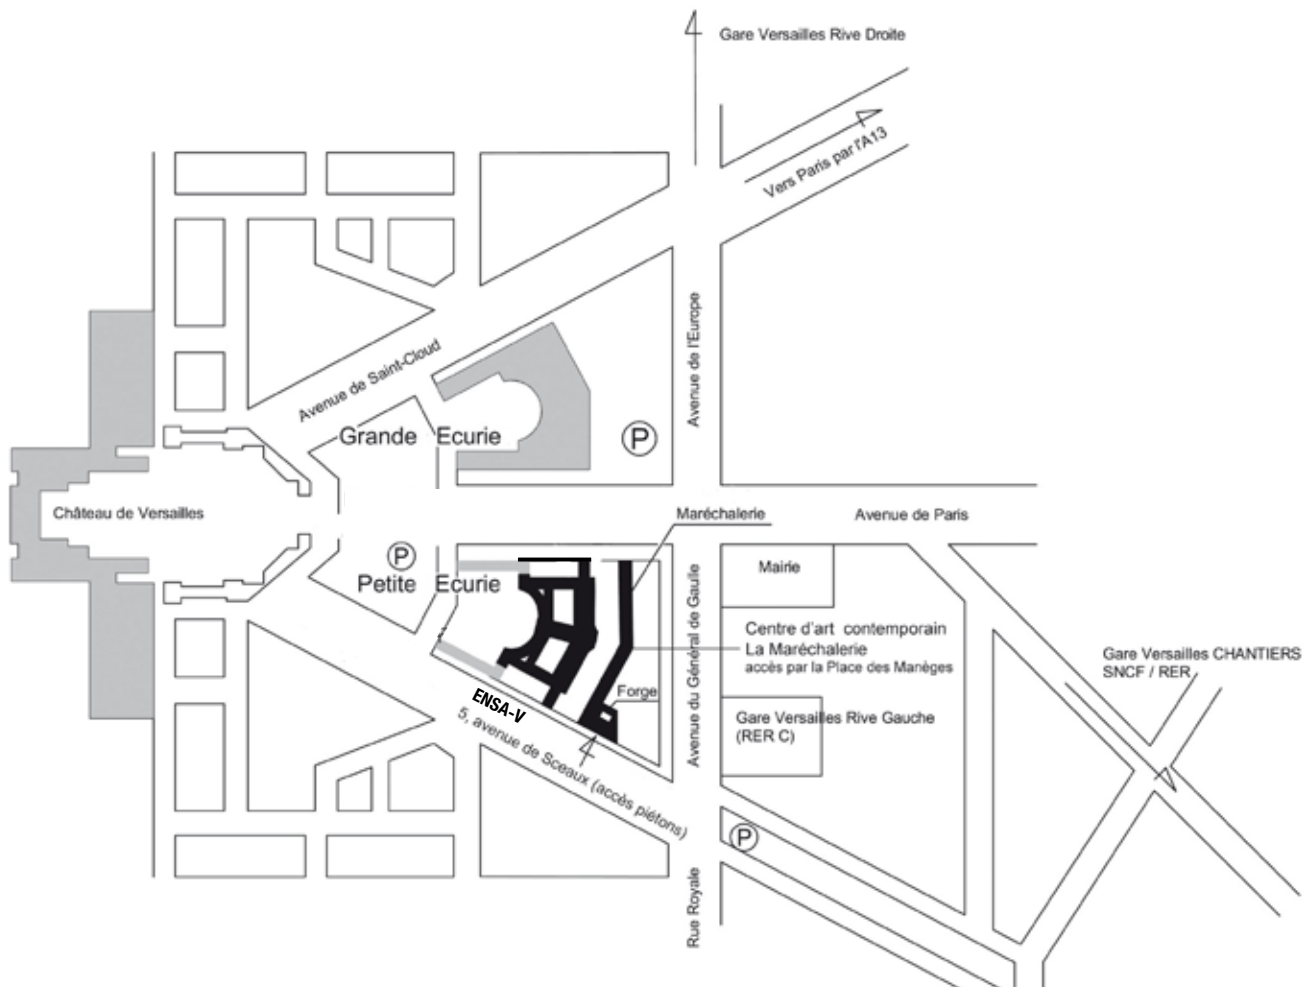 Gare Versailles Rive Droite
Vers Paris par l'A13
Avenue de l'Europe
Avenue de Saint-Cloud
Grande Ecurie
P
Château de Versailles
Maréchalerie
Avenue de Paris
P
Petite Ecurie
Mairie
Avenue du Général de Gaulle
Centre d'art contemporain
La Maréchalerie
accès par la Place des Manèges
Gare Versailles CHANTIERS
SNCF / RER
Forge
ENSA-V
5, avenue de Sceaux (accès piétons)
Gare Versailles Rive Gauche
(RER C)
P
Rue Royale